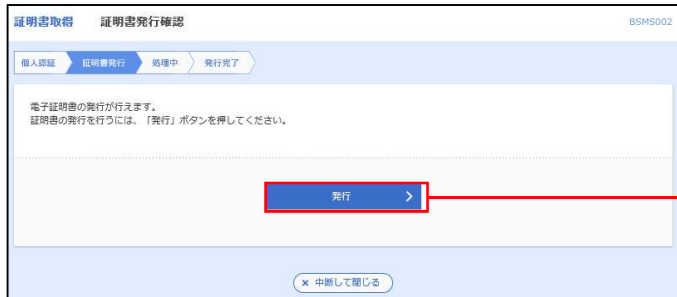 証明書取得 証明書発行確認 BSMS002
個人認証 証明書発行 処理中 発行完了
電子証明書の発行が行えます。
証明書の発行を行うには、「発行」ボタンを押してください。
発行
× 中断して閉じる